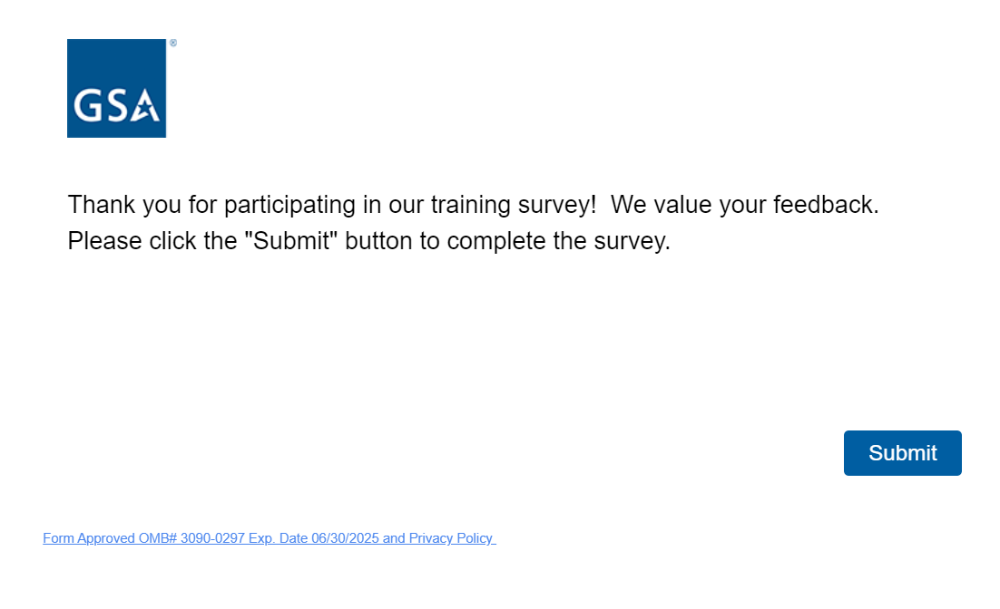 ®
GSA
Thank you for participating in our training survey!  We value your feedback.
Please click the "Submit" button to complete the survey.
Submit
Form Approved OMB# 3090-0297 Exp. Date 06/30/2025 and Privacy Policy